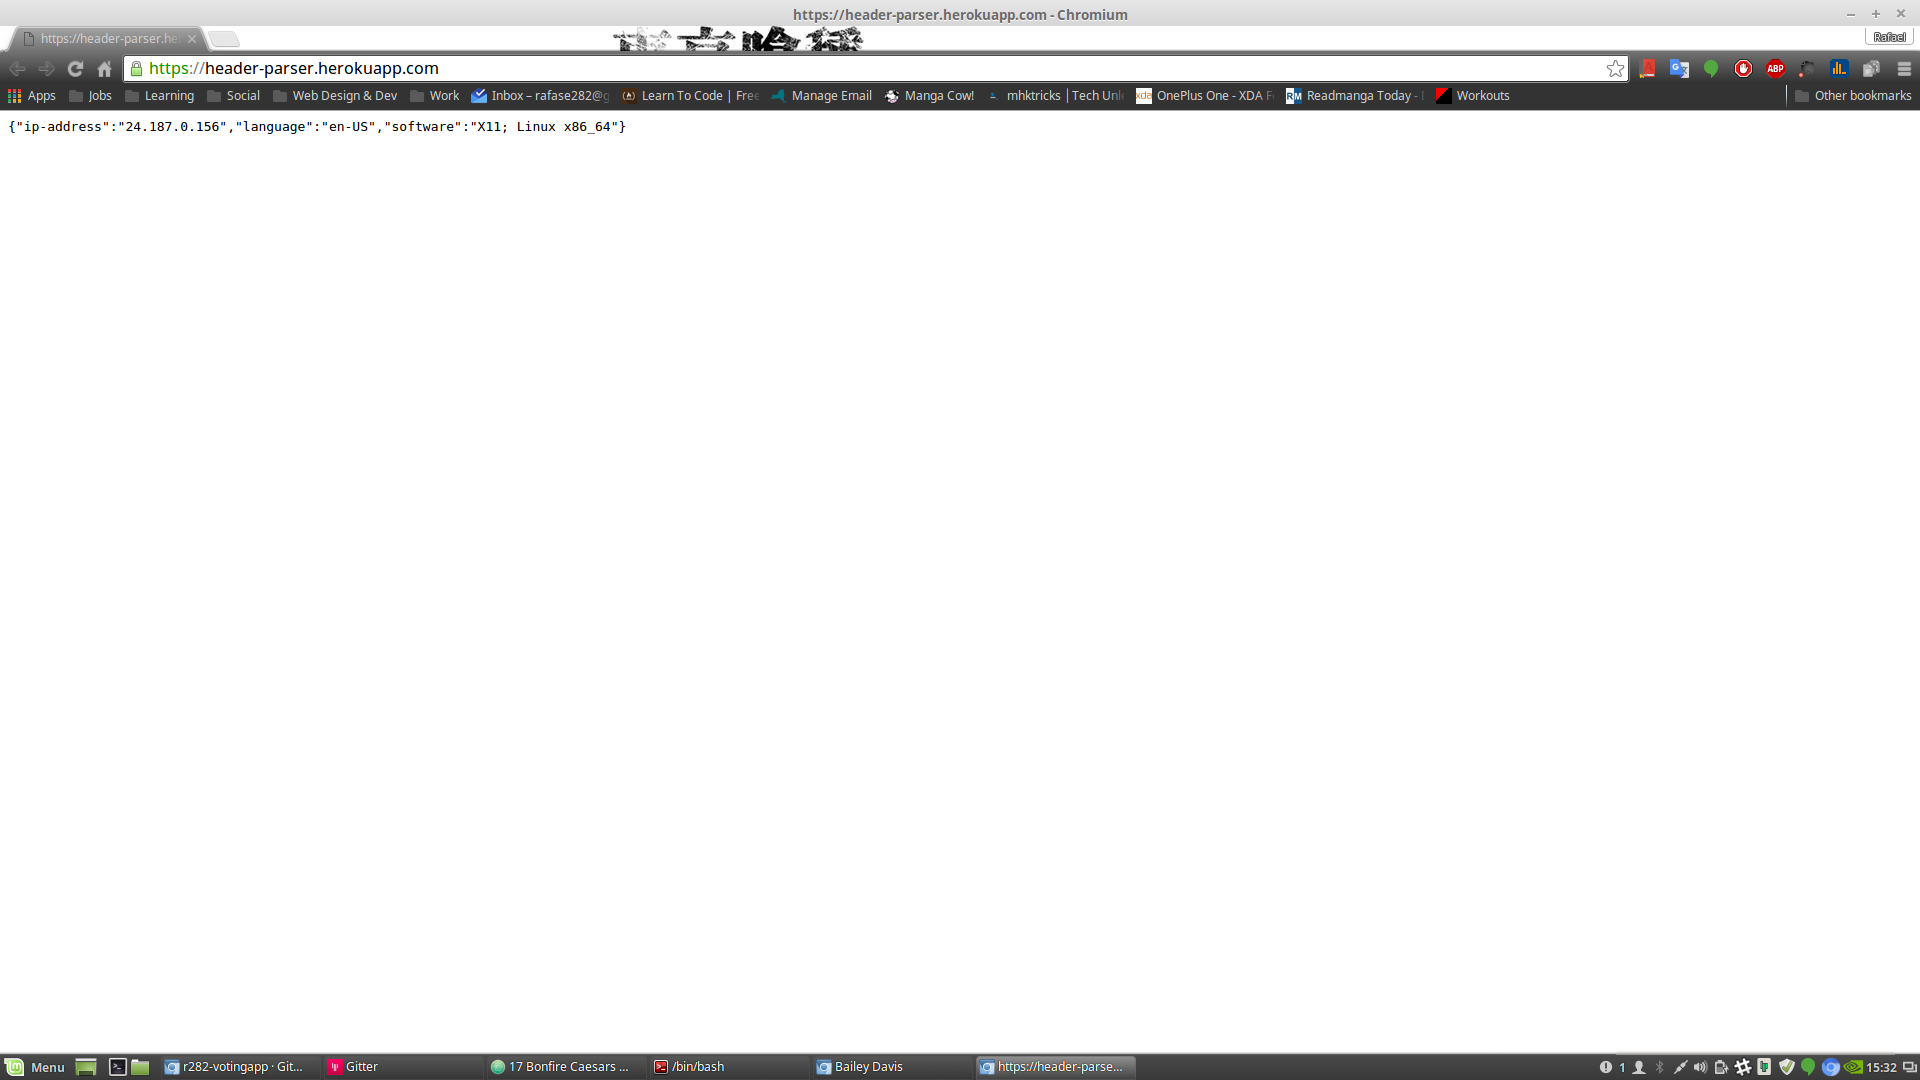 https://header-parser.herokuapp.com - Chromium
https://header-parser.he
Rafael
https://header-parser.herokuapp.com
ABP
Apps Jobs Learning Social Web Design & Dev Work Inbox – rafase282@g Learn To Code | Free Manage Email Manga Cow! mhktricks | Tech Unl xda OnePlus One - XDA F RM Readmanga Today - Workouts Other bookmarks
{"ip-address":"24.187.0.156","language":"en-US","software":"X11; Linux x86_64"}
Menu r282-votingapp · Git... Gitter 17 Bonfire Caesars ... /bin/bash Bailey Davis https://header-parse... 1 15:32